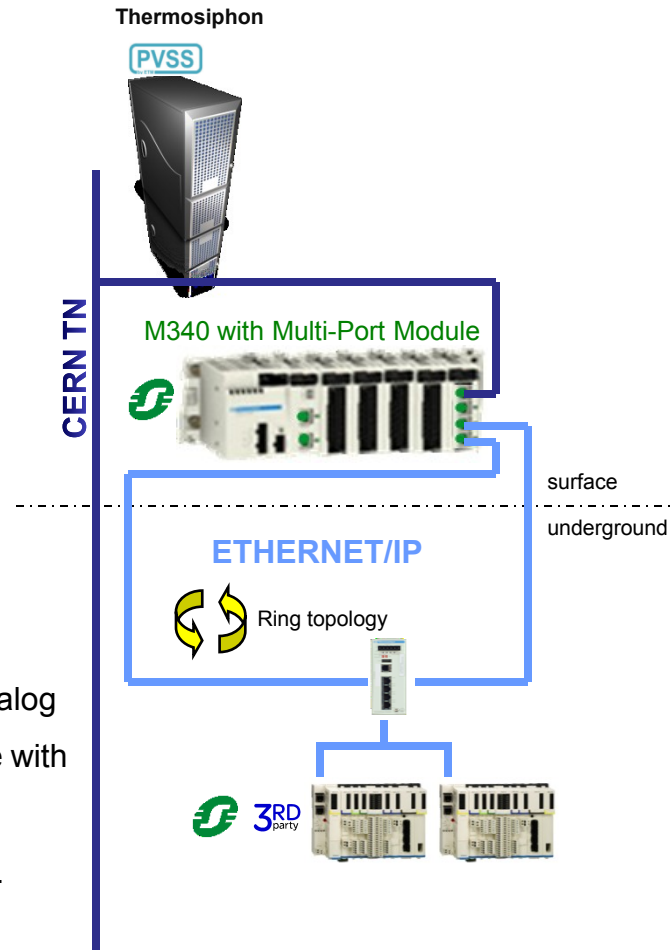 Thermosiphon
PVSS
CERN TN
M340 with Multi-Port Module
surface
underground
ETHERNET/IP
Ring topology
alog
e with
3RD
party
.